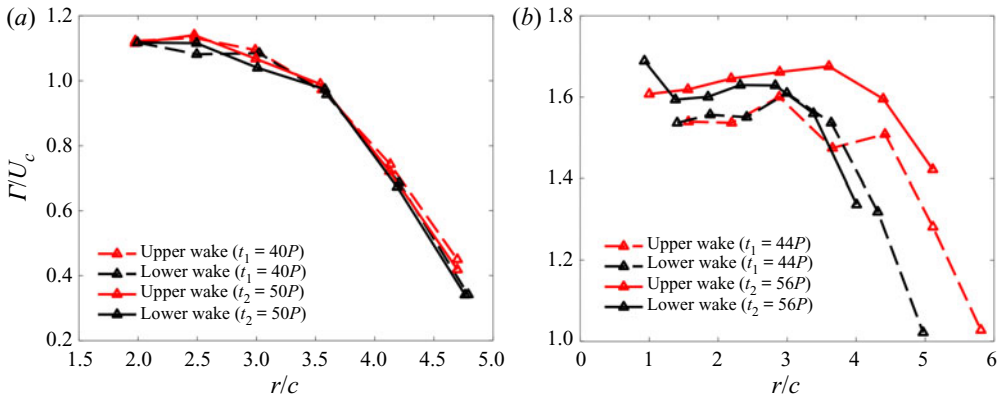 (a)
1.2
1.0
0.8
0.6
0.4
0.2
Γ/U_c
1.5 2.0 2.5 3.0 3.5 4.0 4.5 5.0
r/c
Upper wake (t_1 = 40P)
Lower wake (t_1 = 40P)
Upper wake (t_2 = 50P)
Lower wake (t_2 = 50P)
(b)
1.8
1.6
1.4
1.2
1.0
0 1 2 3 4 5 6
r/c
Upper wake (t_1 = 44P)
Lower wake (t_1 = 44P)
Upper wake (t_2 = 56P)
Lower wake (t_2 = 56P)